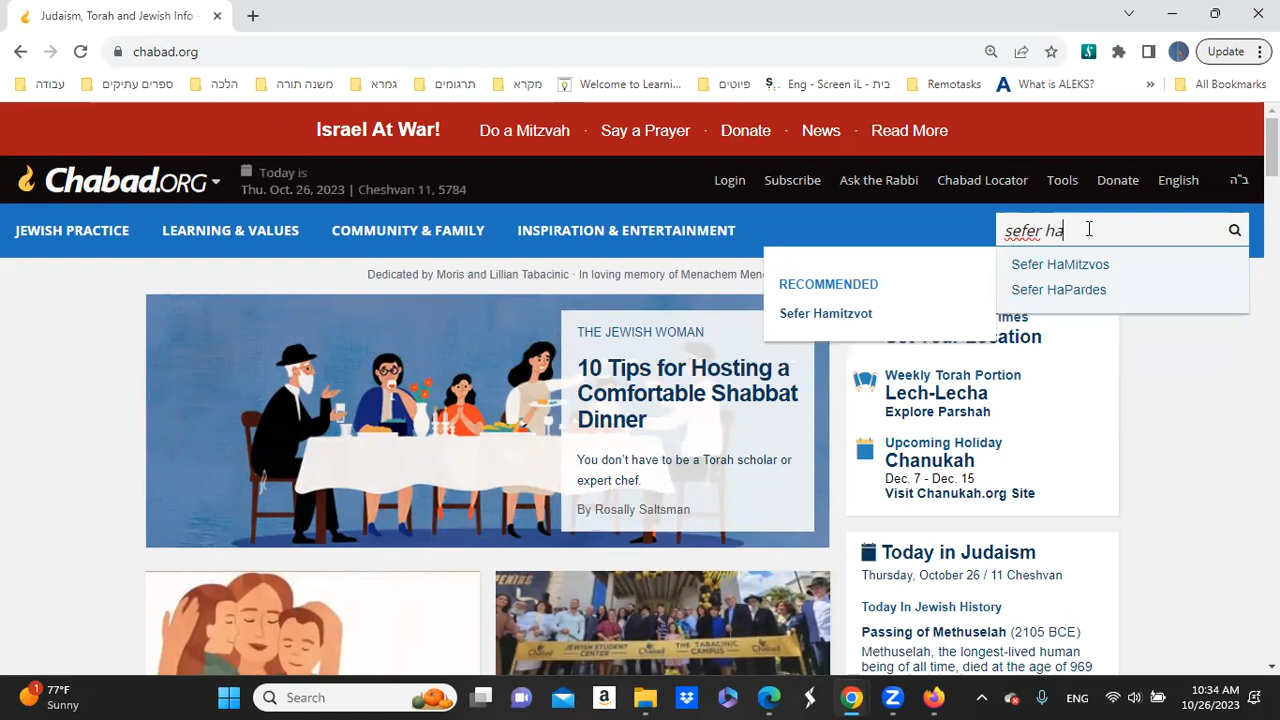 Judaism, Torah and Jewish Info -
chabad.org
Update
עבודה
ספרים עתיקים
הלכה
משנה תורה
גמרא
תרגומים
מקרא
Welcome to Learni...
פיוטים
Eng - Screen iL - בית
Remotasks
What is ALEKS?
»
All Bookmarks
Israel At War! Do a Mitzvah · Say a Prayer · Donate · News · Read More
Chabad.ORG
Today is
Thu. Oct. 26, 2023 | Cheshvan 11, 5784
Login Subscribe Ask the Rabbi Chabad Locator Tools Donate English ב"ה
JEWISH PRACTICE LEARNING & VALUES COMMUNITY & FAMILY INSPIRATION & ENTERTAINMENT
sefer ha
Sefer HaMitzvos
Sefer HaPardes
RECOMMENDED
Sefer Hamitzvot
Dedicated by Moris and Lillian Tabacinic · In loving memory of Menachem Mend
THE JEWISH WOMAN
10 Tips for Hosting a
Comfortable Shabbat
Dinner
You don't have to be a Torah scholar or
expert chef.
By Rosally Saltsman
Weekly Torah Portion
Lech-Lecha
Explore Parshah
Upcoming Holiday
Chanukah
Dec. 7 - Dec. 15
Visit Chanukah.org Site
Today in Judaism
Thursday, October 26 / 11 Cheshvan
Today In Jewish History
Passing of Methuselah (2105 BCE)
Methuselah, the longest-lived human
being of all time, died at the age of 969
JEWISH STUDENT
CENTER
THE TABACINIC
CAMPUS
Chabad
1
77°F
Sunny
Search
ENG
10:34 AM
10/26/2023